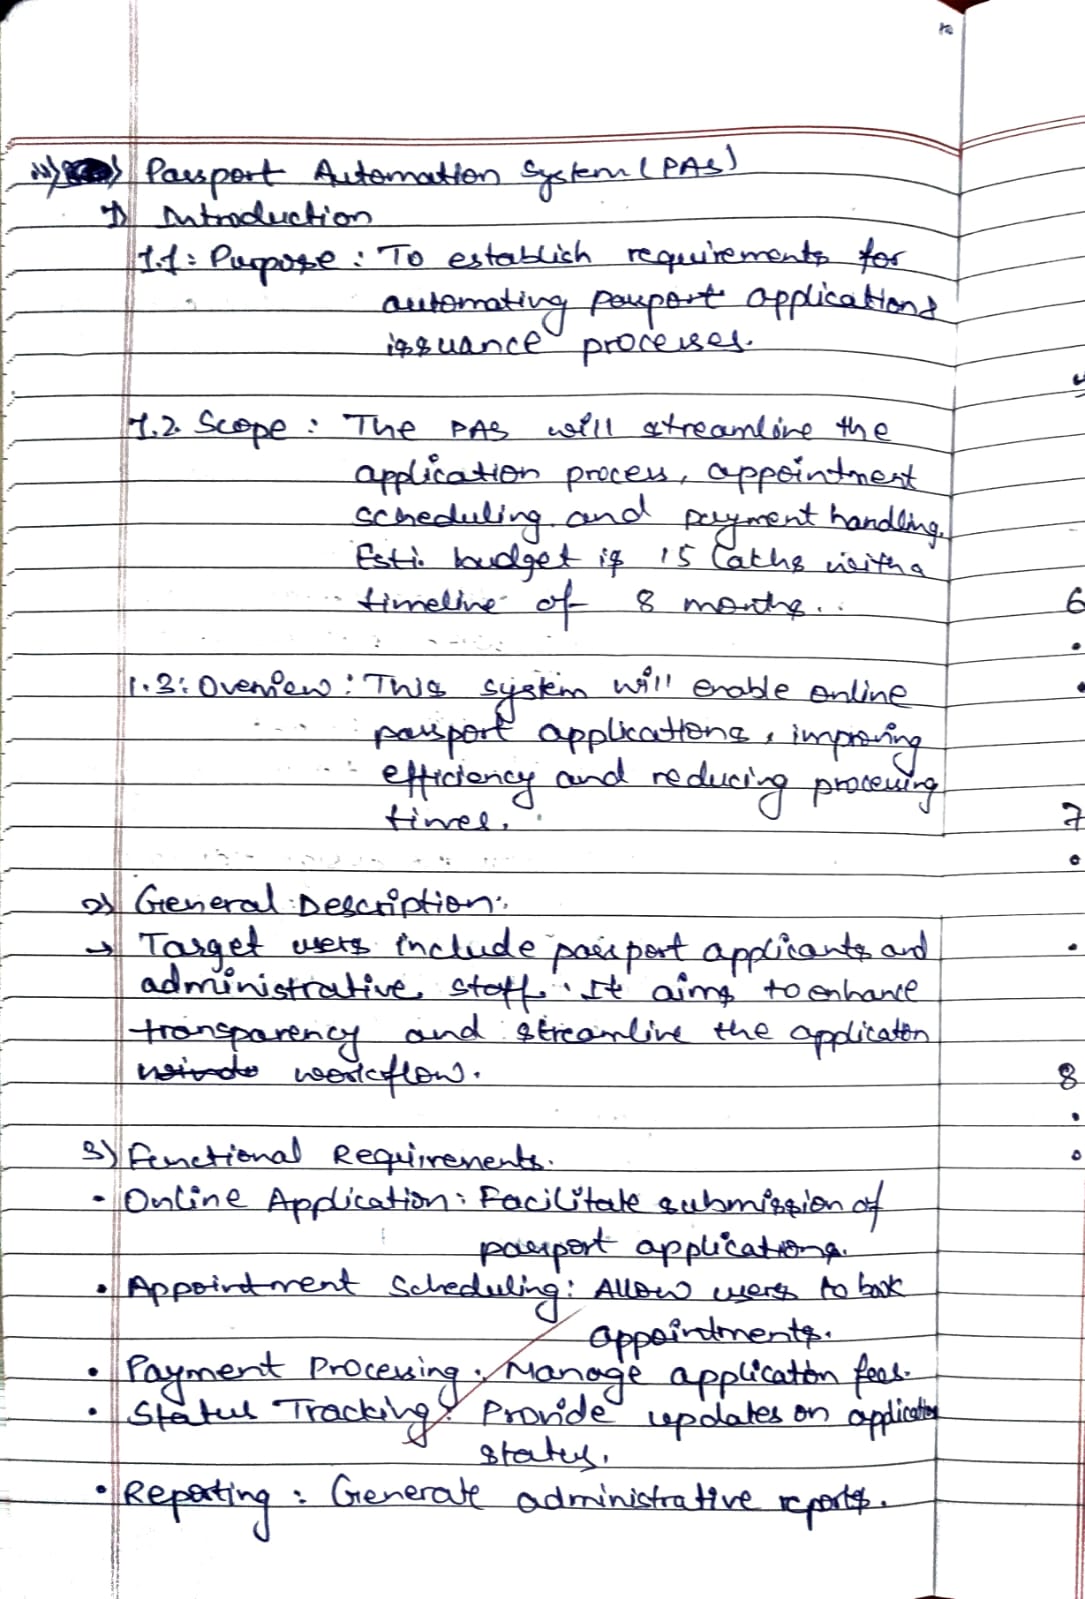 iv) Passport Automation System (PAS)
1) Introduction
1.1: Purpose: To establish requirements for
automating passport applications
issuance processes.
1.2. Scope: The PAS will streamline the
application process, appointment
scheduling. and payment handling.
Esti. budget is 15 lakhs with a
timeline of 8 months.
1.3: Overview: This system will enable online
passport applications, improving
efficiency and reducing processing
times.
2) General Description:
→ Target users include passport applicants and
administrative staff. It aims to enhance
transparency and streamline the application
workflow.
3) Functional Requirements.
• Online Application: Facilitate submission of
passport applications.
• Appointment Scheduling: Allow users to book
appointments.
• Payment Processing: Manage application fees.
• Status Tracking: Provide updates on application
status.
• Reporting: Generate administrative reports.
6
7
8